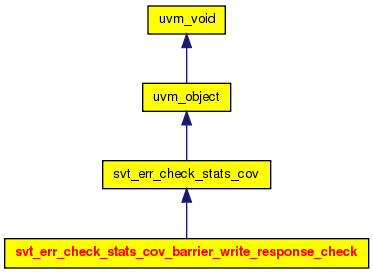 uvm_void
uvm_object
svt_err_check_stats_cov
svt_err_check_stats_cov_barrier_write_response_check